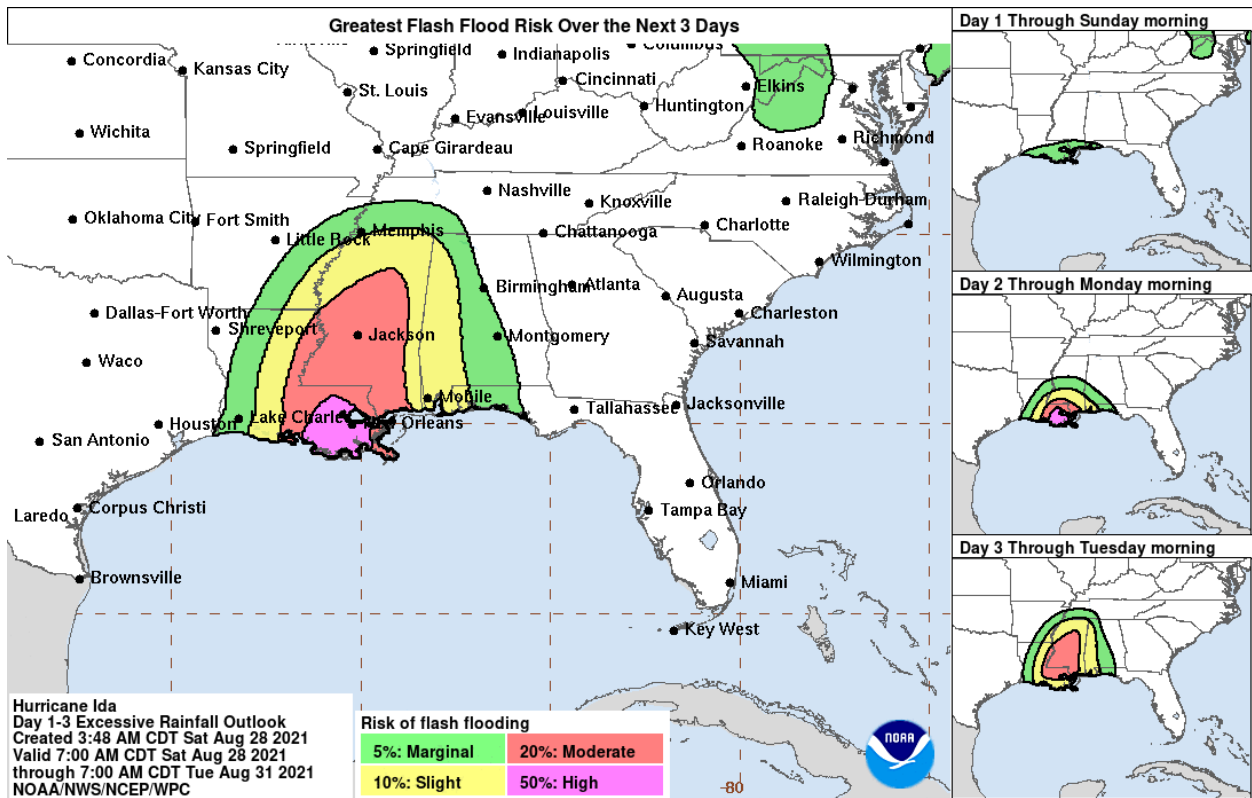 Greatest Flash Flood Risk Over the Next 3 Days
Springfield
Indianapolis
Columbus
Concordia
Kansas City
Cincinnati
St. Louis
Elkins
Huntington
Evansville
Louisville
Wichita
Richmond
Springfield
Cape Girardeau
Roanoke
Nashville
Knoxville
Raleigh-Durham
Oklahoma City
Fort Smith
Little Rock
Memphis
Chattanooga
Charlotte
Wilmington
Birmingham
Atlanta
Augusta
Dallas-Fort Worth
Shreveport
Jackson
Montgomery
Charleston
Savannah
Waco
Mobile
Tallahassee
Jacksonville
Houston
Lake Charles
New Orleans
San Antonio
Orlando
Corpus Christi
Laredo
Tampa Bay
Brownsville
Miami
Key West
-80
Hurricane Ida
Day 1-3 Excessive Rainfall Outlook
Created 3:48 AM CDT Sat Aug 28 2021
Valid 7:00 AM CDT Sat Aug 28 2021
through 7:00 AM CDT Tue Aug 31 2021
NOAA/NWS/NCEP/WPC
Risk of flash flooding
5%: Marginal
20%: Moderate
10%: Slight
50%: High
NOAA
Day 1 Through Sunday morning
Day 2 Through Monday morning
Day 3 Through Tuesday morning